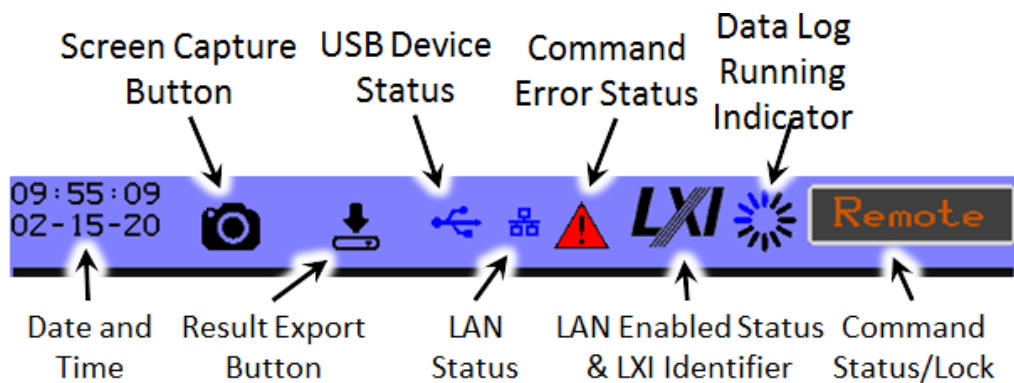 Screen Capture
Button
USB Device
Status
Command
Error Status
Data Log
Running
Indicator
09:55:09
02-15-20
LXI
Remote
Date and
Time
Result Export
Button
LAN
Status
LAN Enabled Status
& LXI Identifier
Command
Status/Lock